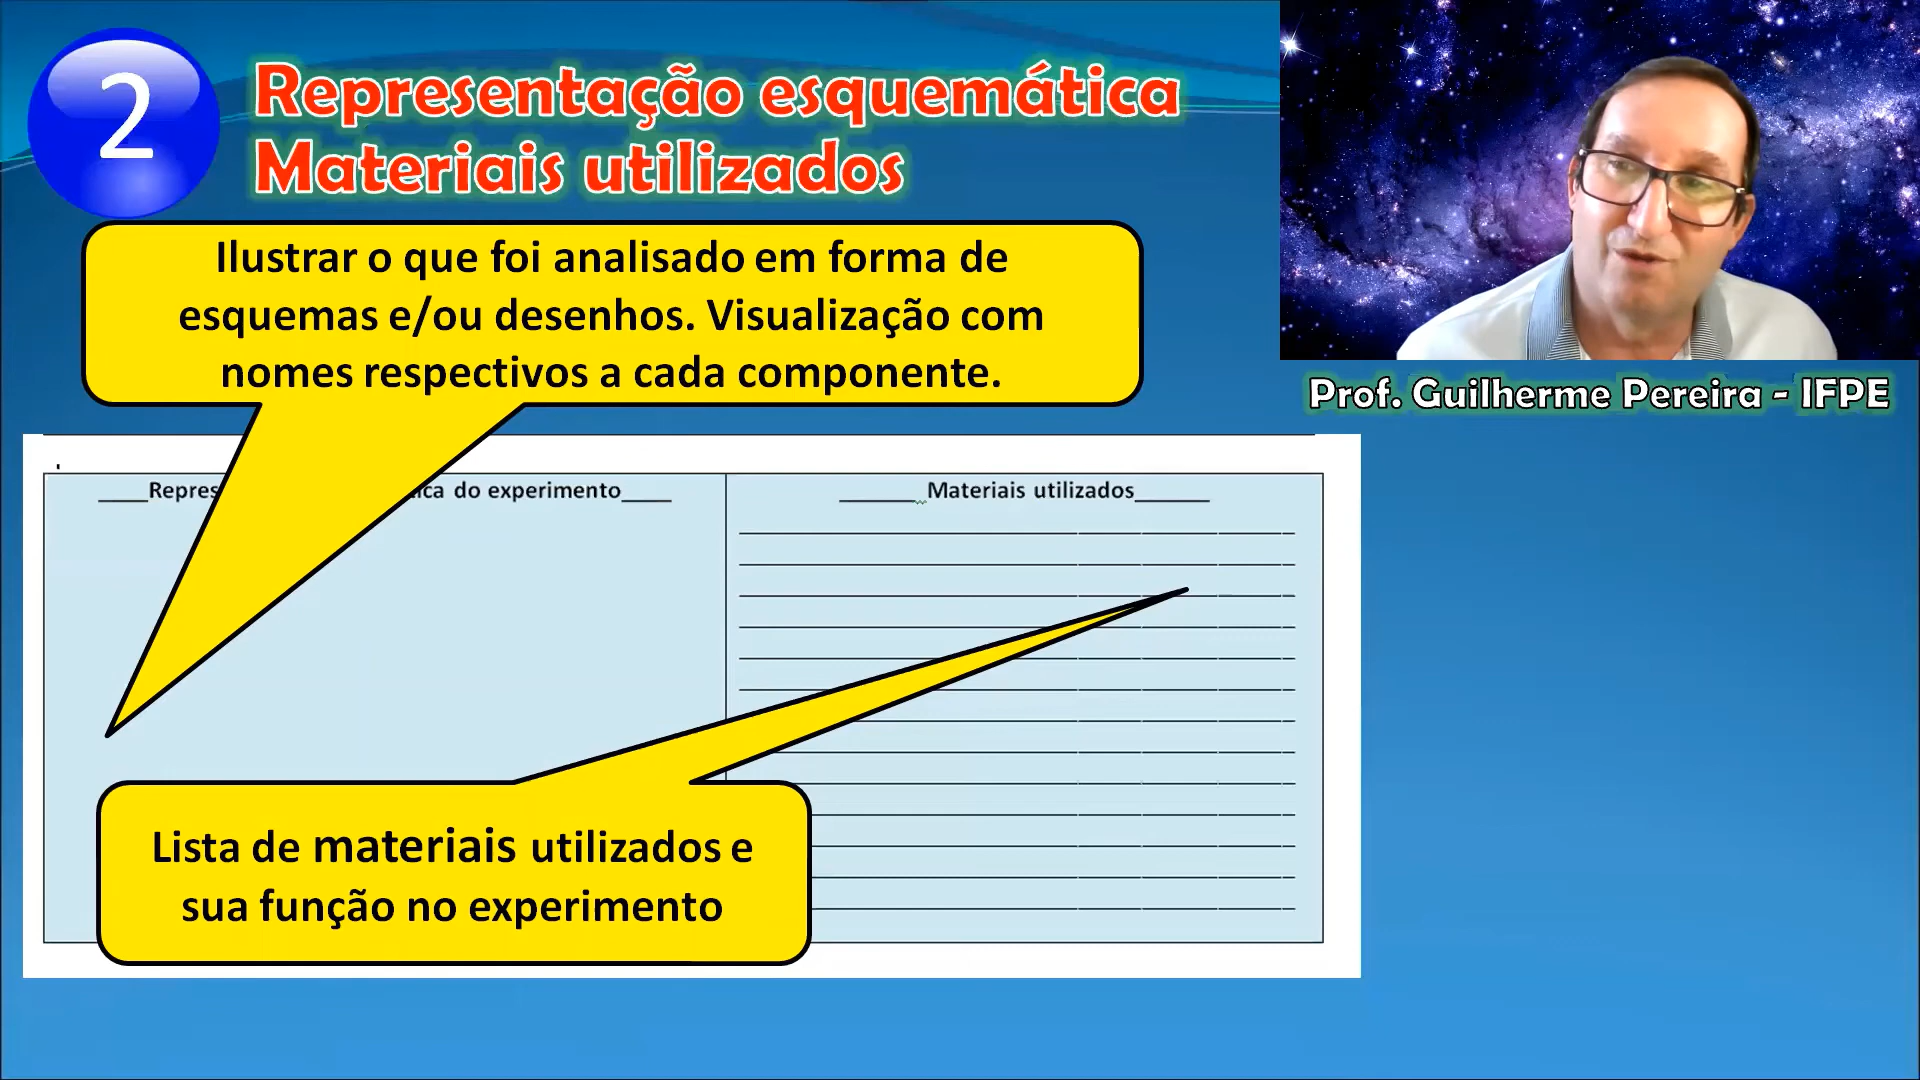 2
Representação esquemática
Materiais utilizados
Ilustrar o que foi analisado em forma de
esquemas e/ou desenhos. Visualização com
nomes respectivos a cada componente.
Prof. Guilherme Pereira - IFPE
____Repres ica do experimento____
______Materiais utilizados______
Lista de materiais utilizados e
sua função no experimento